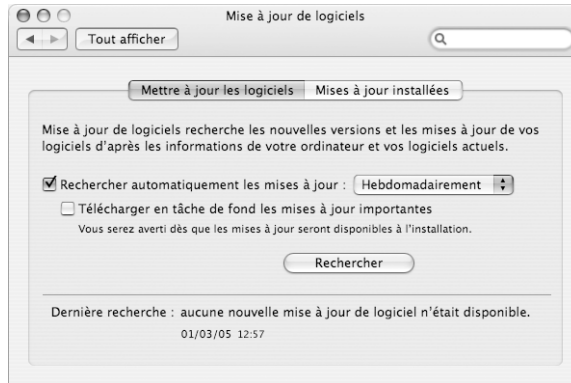 Mise à jour de logiciels
Tout afficher
Mettre à jour les logiciels
Mises à jour installées
Mise à jour de logiciels recherche les nouvelles versions et les mises à jour de vos
logiciels d'après les informations de votre ordinateur et vos logiciels actuels.
Rechercher automatiquement les mises à jour : Hebdomadairement
Télécharger en tâche de fond les mises à jour importantes
Vous serez averti dès que les mises à jour seront disponibles à l'installation.
Rechercher
Dernière recherche : aucune nouvelle mise à jour de logiciel n'était disponible.
01/03/05 12:57